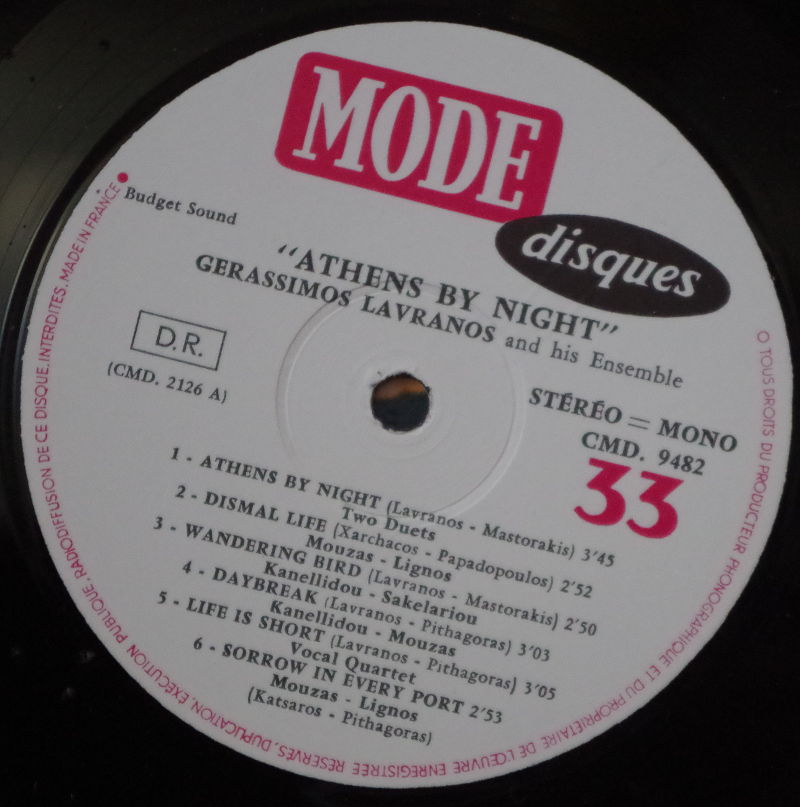 MODE
disques
Budget Sound
“ATHENS BY NIGHT”
GERASSIMOS LAVRANOS and his Ensemble
D.R.
(CMD. 2126 A)
STÉRÉO = MONO
CMD. 9482
33
1 - ATHENS BY NIGHT (Lavranos - Mastorakis) 3'45
Two Duets
2 - DISMAL LIFE (Xarchacos - Papadopoulos) 2'52
Mouzas - Lignos
3 - WANDERING BIRD (Lavranos - Mastorakis) 2'50
Kanellidou - Sakelariou
4 - DAYBREAK (Lavranos - Pithagoras) 3'03
Kanellidou - Mouzas
5 - LIFE IS SHORT (Lavranos - Pithagoras) 3'05
Vocal Quartet
6 - SORROW IN EVERY PORT 2'53
Mouzas - Lignos
(Katsaros - Pithagoras)
O TOUS DROITS DU PRODUCTEUR PHONOGRAPHIQUE ET DU PROPRIÉTAIRE DE L'ŒUVRE ENREGISTRÉE RÉSERVÉS, DUPLICATION, EXÉCUTION PUBLIQUE, RADIODIFFUSION DE CE DISQUE, INTERDITES. MADE IN FRANCE